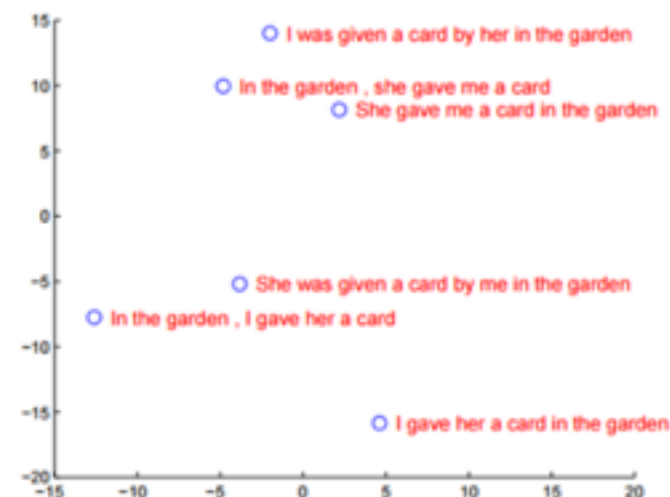 15
I was given a card by her in the garden
10
In the garden , she gave me a card
She gave me a card in the garden
5
0
−5
She was given a card by me in the garden
In the garden , I gave her a card
−10
−15
I gave her a card in the garden
−20
−15 −10 −5 0 5 10 15 20